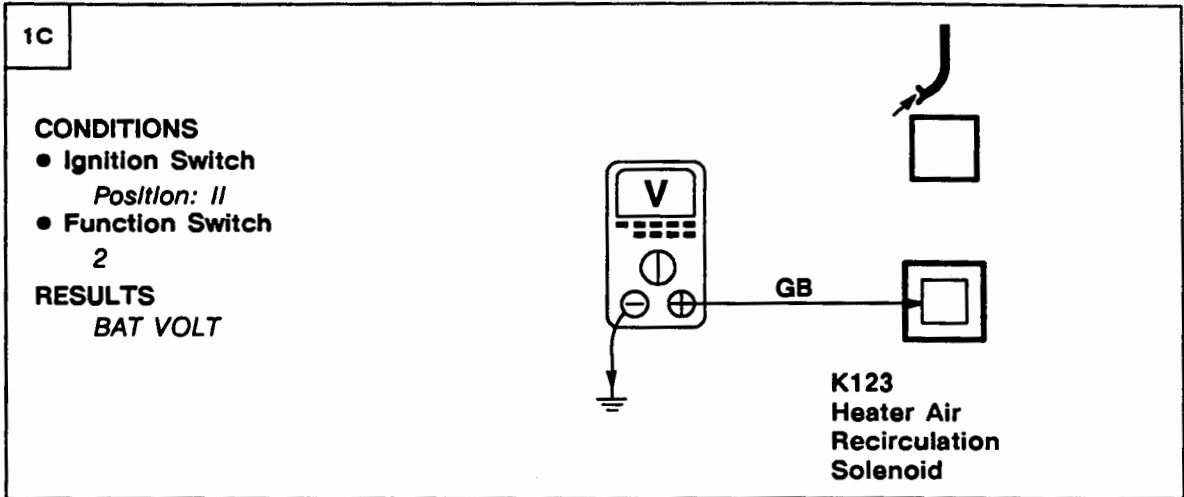 1C
CONDITIONS
● Ignition Switch
Position: II
● Function Switch
2
RESULTS
BAT VOLT
V
GB
K123
Heater Air
Recirculation
Solenoid